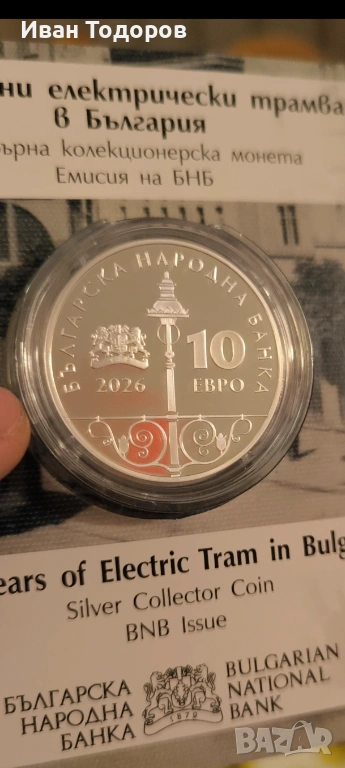 Иван Тодоров
ни електрически трамва
в България
ърна колекционерска монета
Емисия на БНБ
БЪЛГАРСКА НАРОДНА БАНКА
10
2026 ЕВРО
ears of Electric Tram in Bulg
Silver Collector Coin
BNB Issue
БЪЛГАРСКА
НАРОДНА
БАНКА
1879
BULGARIAN
NATIONAL
BANK
BAZAR